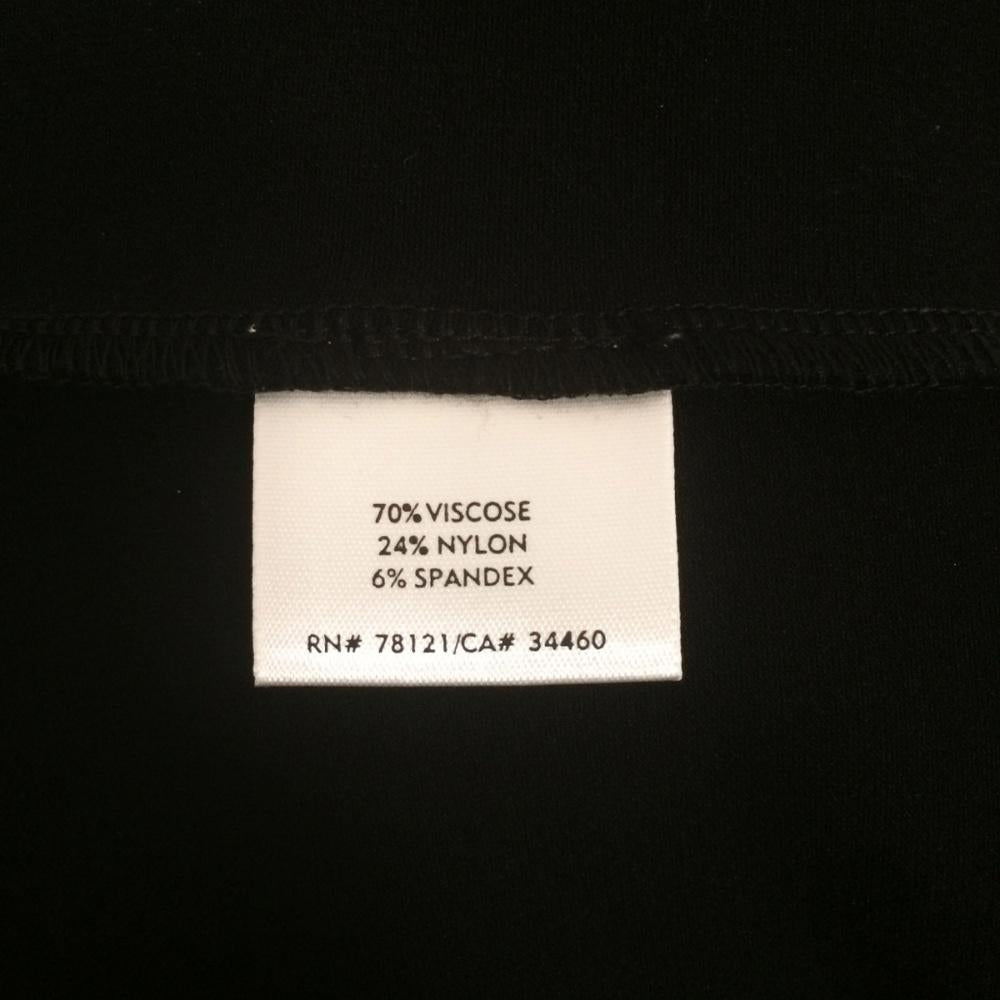 70% VISCOSE
24% NYLON
6% SPANDEX
RN# 78121/CA# 34460